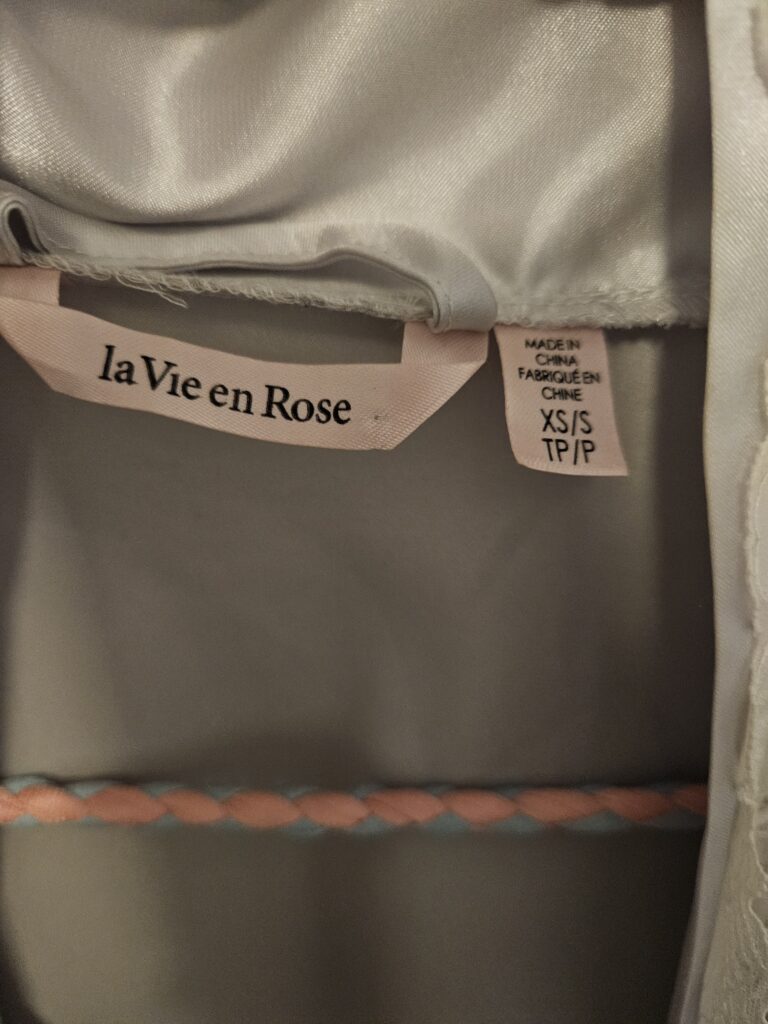 la Vie en Rose
MADE IN
CHINA
FABRIQUÉ EN
CHINE
XS/S
TP/P